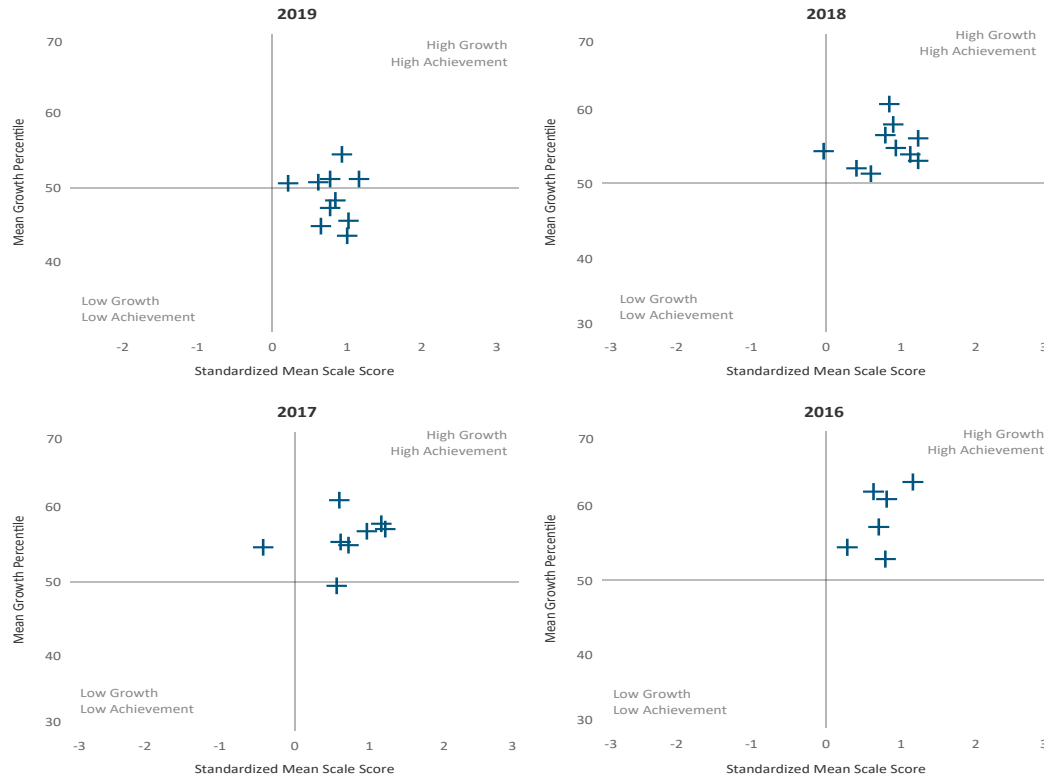 2019
70
High Growth
High Achievement
60
50
40
Mean Growth Percentile
Low Growth
Low Achievement
-2 -1 0 1 2 3
Standardized Mean Scale Score
2018
70
High Growth
High Achievement
60
50
40
30
Mean Growth Percentile
Low Growth
Low Achievement
-3 -2 -1 0 1 2 3
Standardized Mean Scale Score
2017
70
High Growth
High Achievement
60
50
40
30
Mean Growth Percentile
Low Growth
Low Achievement
-3 -2 -1 0 1 2 3
Standardized Mean Scale Score
2016
70
High Growth
High Achievement
60
50
40
30
Mean Growth Percentile
Low Growth
Low Achievement
-3 -2 -1 0 1 2 3
Standardized Mean Scale Score